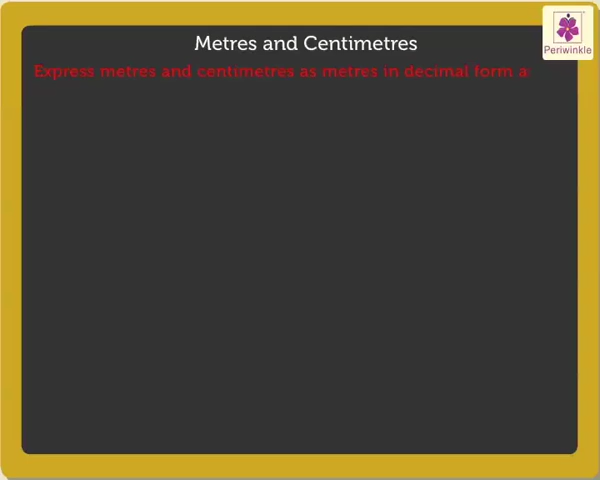 Metres and Centimetres
Periwinkle
Express metres and centimetres as metres in decimal form a